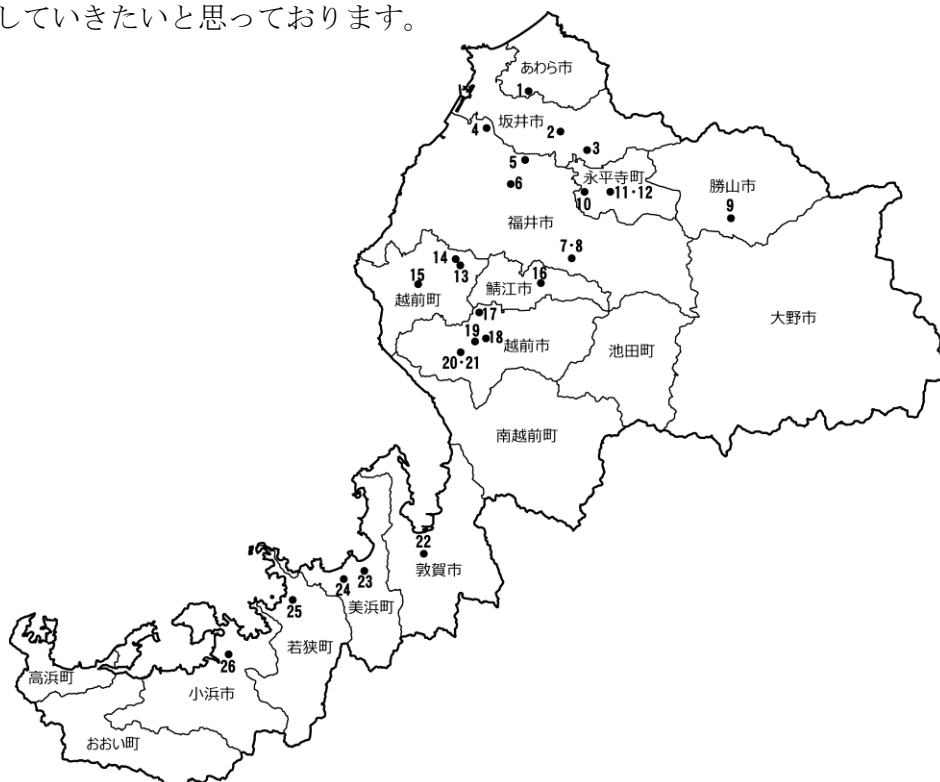 していきたいと思っております。
あわら市
1
坂井市
4
2
3
5
永平寺町
6
10
11・12
勝山市
9
福井市
7・8
14
13
15
越前町
16
鯖江市
17
大野市
19
18
越前市
池田町
20・21
南越前町
22
敦賀市
23
24
美浜町
25
若狭町
26
高浜町
小浜市
おおい町